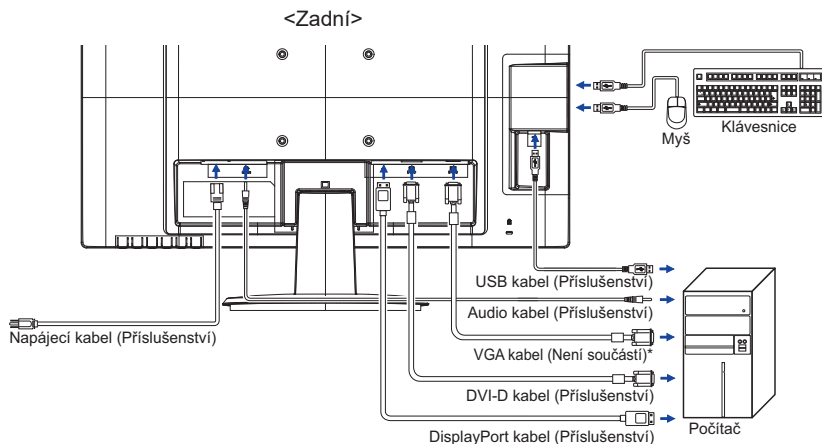 <Zadní>
Myš
Klávesnice
USB kabel (Příslušenství)
Audio kabel (Příslušenství)
Napájecí kabel (Příslušenství)
VGA kabel (Není součástí)*
DVI-D kabel (Příslušenství)
DisplayPort kabel (Příslušenství)
Počítač